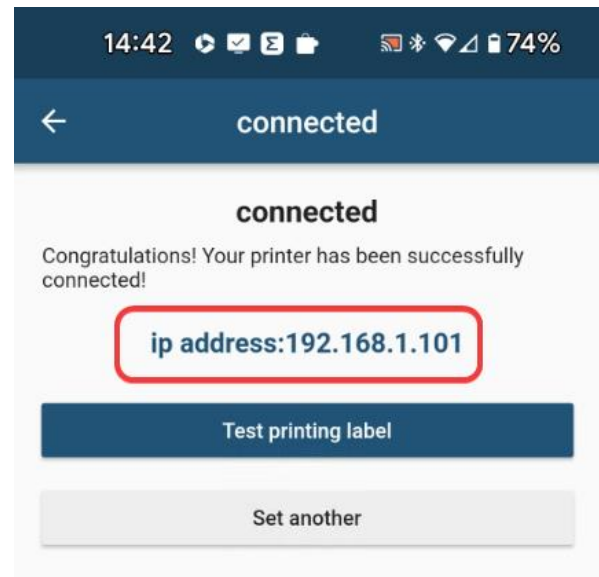 14:42 74%
connected
connected
Congratulations! Your printer has been successfully
connected!
ip address:192.168.1.101
Test printing label
Set another